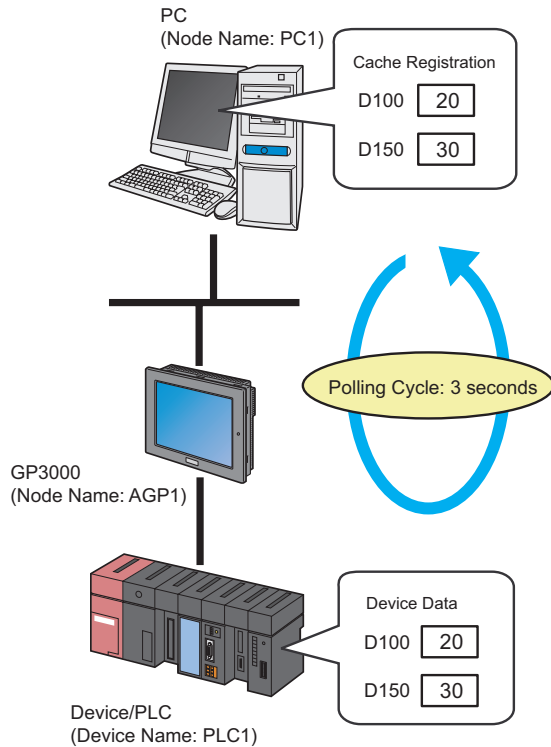 PC
(Node Name: PC1)
Cache Registration
D100 20
D150 30
Polling Cycle: 3 seconds
GP3000
(Node Name: AGP1)
Device Data
D100 20
D150 30
Device/PLC
(Device Name: PLC1)